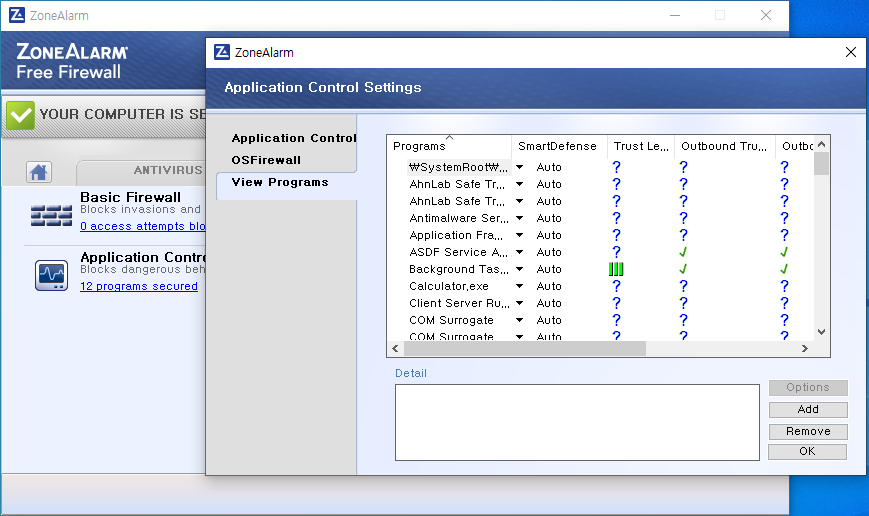 ZoneAlarm
ZONEALARM
Free Firewall
YOUR COMPUTER IS SE
ANTIVIRUS
Basic Firewall
Blocks invasions and
0 access attempts blo
Application Contro
Blocks dangerous beh
12 programs secured
ZoneAlarm
Application Control Settings
Application Control
OSFirewall
View Programs
Programs SmartDefense Trust Le... Outbound Tru... Outbo
₩SystemRoot₩... Auto ? ? ?
AhnLab Safe Tr... Auto ? ? ?
AhnLab Safe Tr... Auto ? ? ?
Antimalware Ser... Auto ? ? ?
Application Fra... Auto ? ? ?
ASDF Service A... Auto ? ✓ ✓
Background Tas... Auto ✓ ✓
Calculator.exe Auto ? ? ?
Client Server Ru... Auto ? ? ?
COM Surrogate Auto ? ? ?
COM Surrogate Auto ? ? ?
Detail
Options
Add
Remove
OK